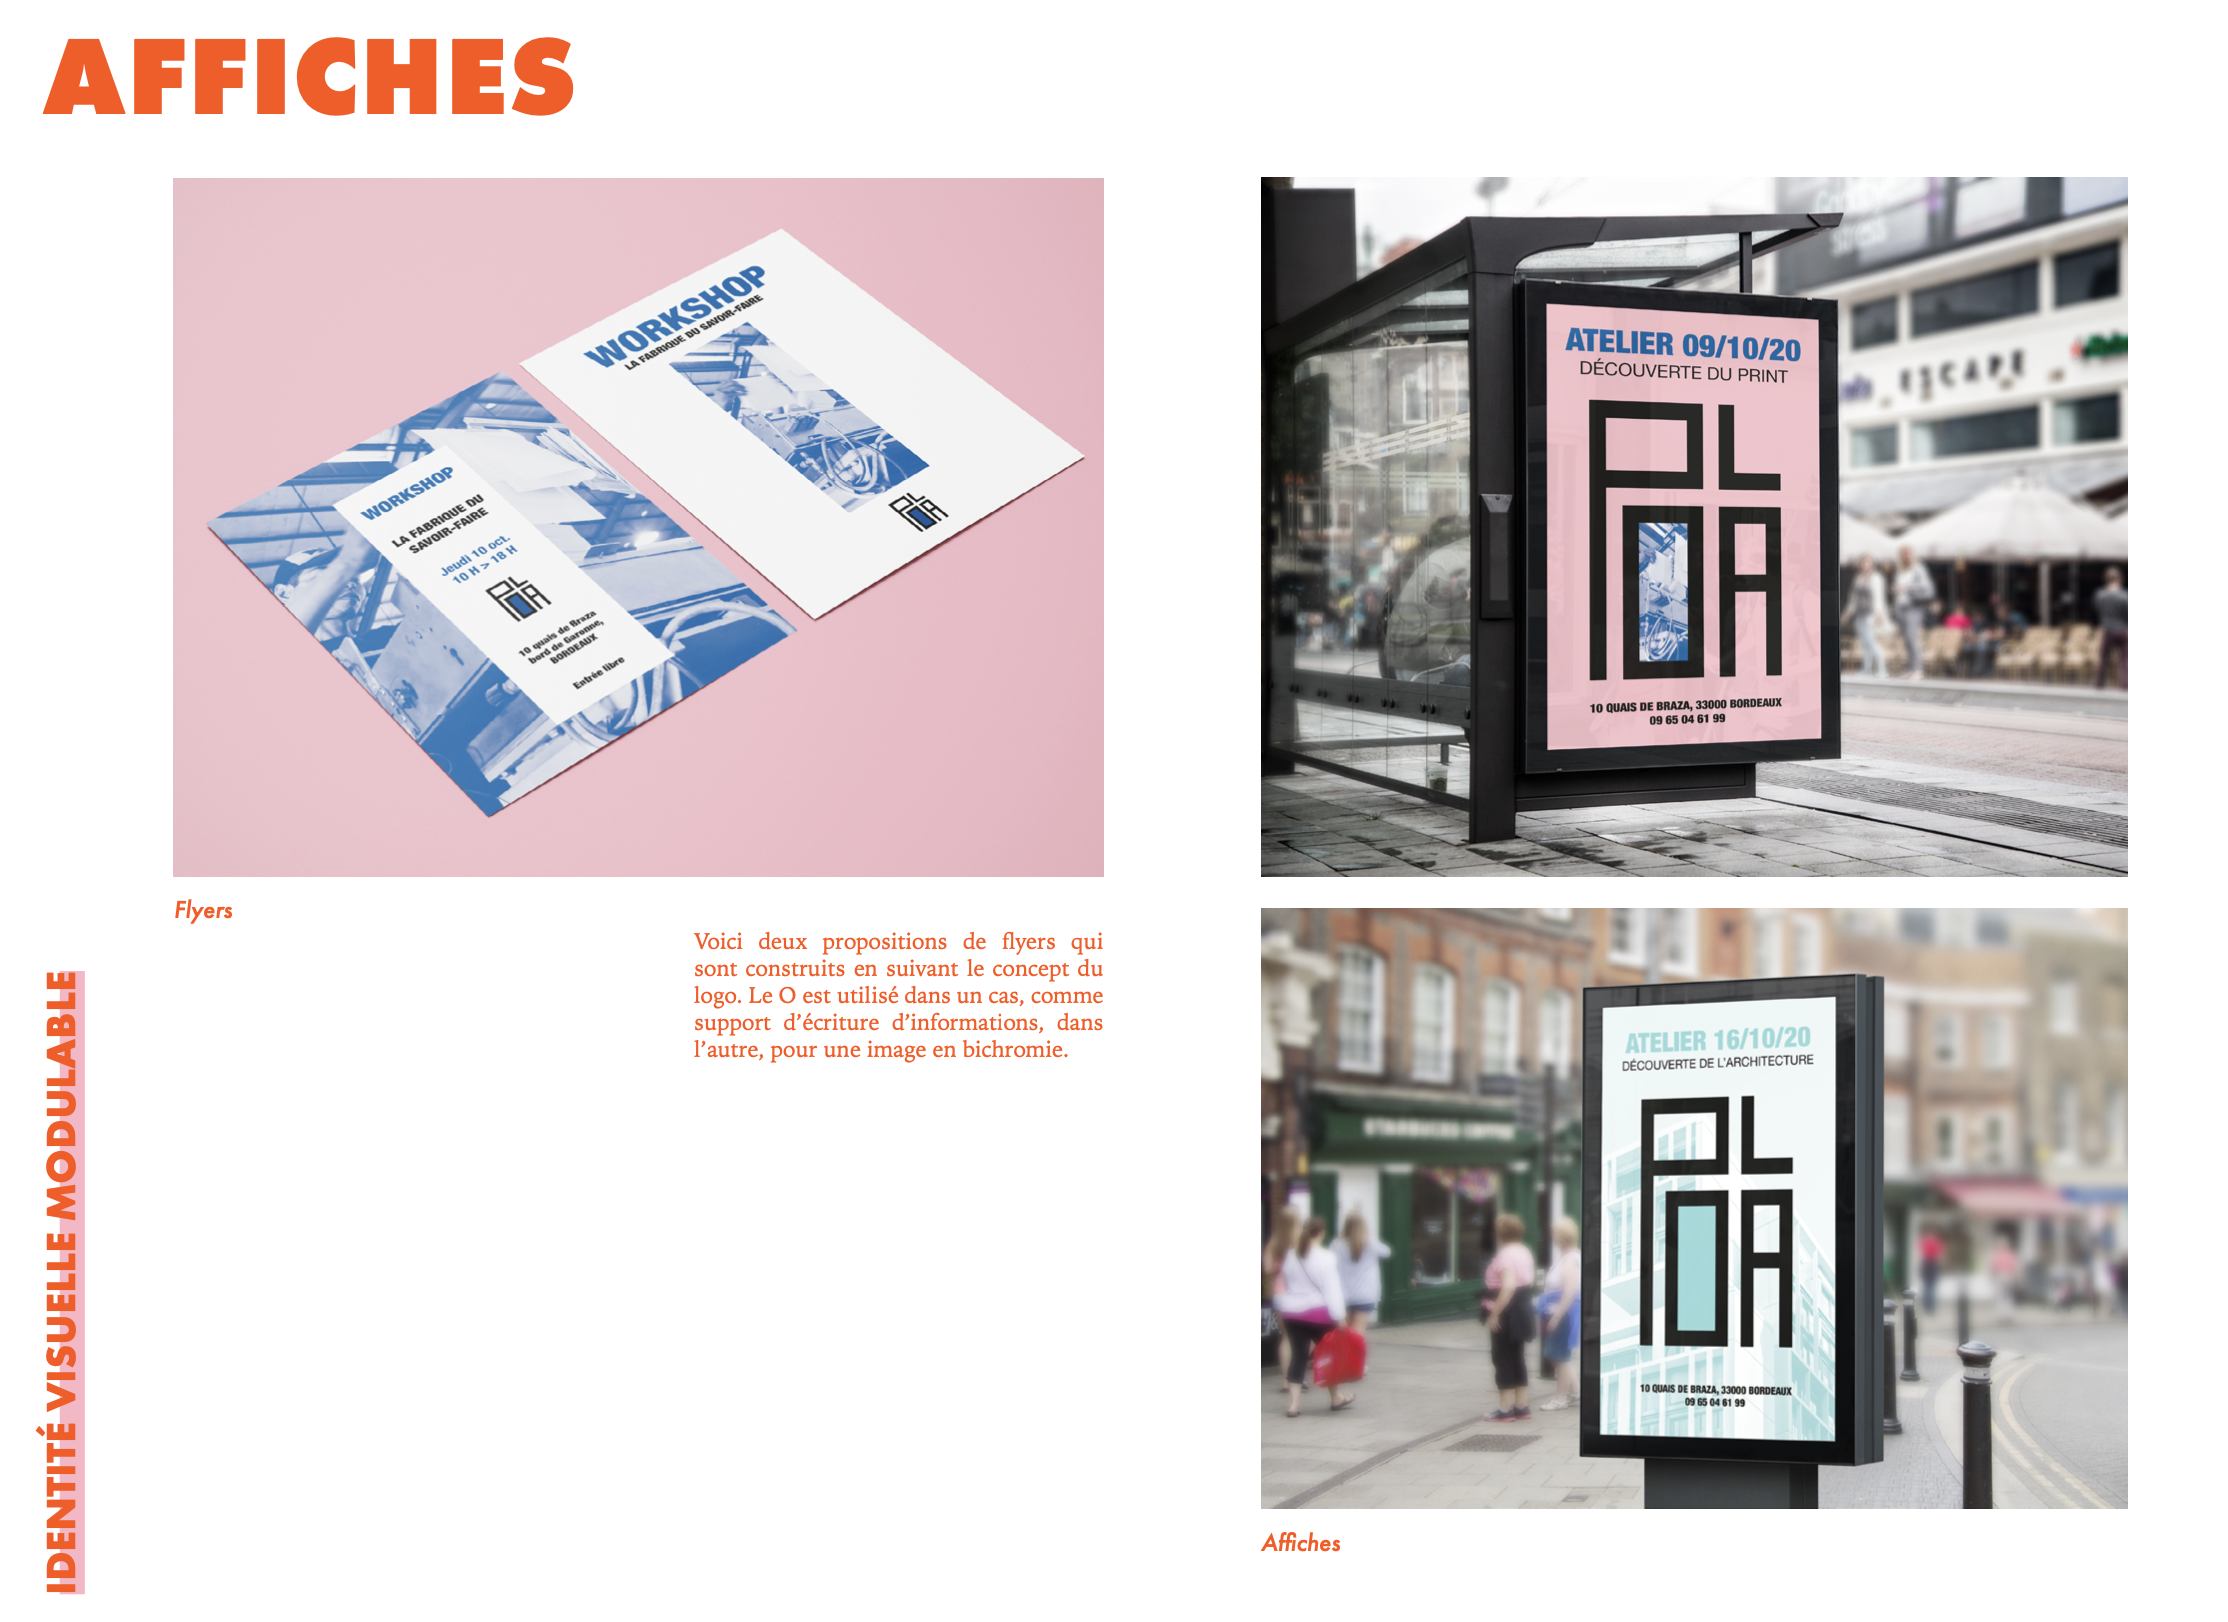 AFFICHES
WORKSHOP
LA FABRIQUE DU SAVOIR-FAIRE
PLOA
WORKSHOP
LA FABRIQUE DU
SAVOIR-FAIRE
Jeudi 10 oct.
10 H > 18 H
PLOA
10 quais de Braza
bord de Garonne,
BORDEAUX
Entrée libre
Flyers
Voici deux propositions de flyers qui
sont construits en suivant le concept du
logo. Le O est utilisé dans un cas, comme
support d’écriture d’informations, dans
l’autre, pour une image en bichromie.
IDENTITÉ VISUELLE MODULABLE
ESCAPE
ATELIER 09/10/20
DÉCOUVERTE DU PRINT
PL
OA
10 QUAIS DE BRAZA, 33000 BORDEAUX
09 65 04 61 99
STARBUCKS COFFEE
ATELIER 16/10/20
DÉCOUVERTE DE L’ARCHITECTURE
PL
OA
10 QUAIS DE BRAZA, 33000 BORDEAUX
09 65 04 61 99
Affiches